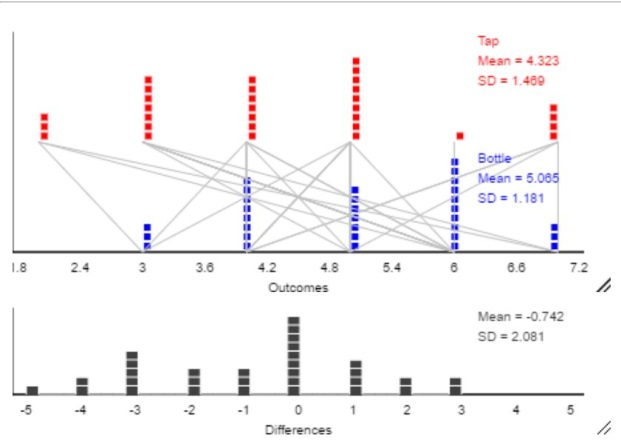 Tap
Mean = 4.323
SD = 1.469
Bottle
Mean = 5.065
SD = 1.181
1.8 2.4 3 3.6 4.2 4.8 5.4 6 6.6 7.2
Outcomes
Mean = -0.742
SD = 2.081
-5 -4 -3 -2 -1 0 1 2 3 4 5
Differences